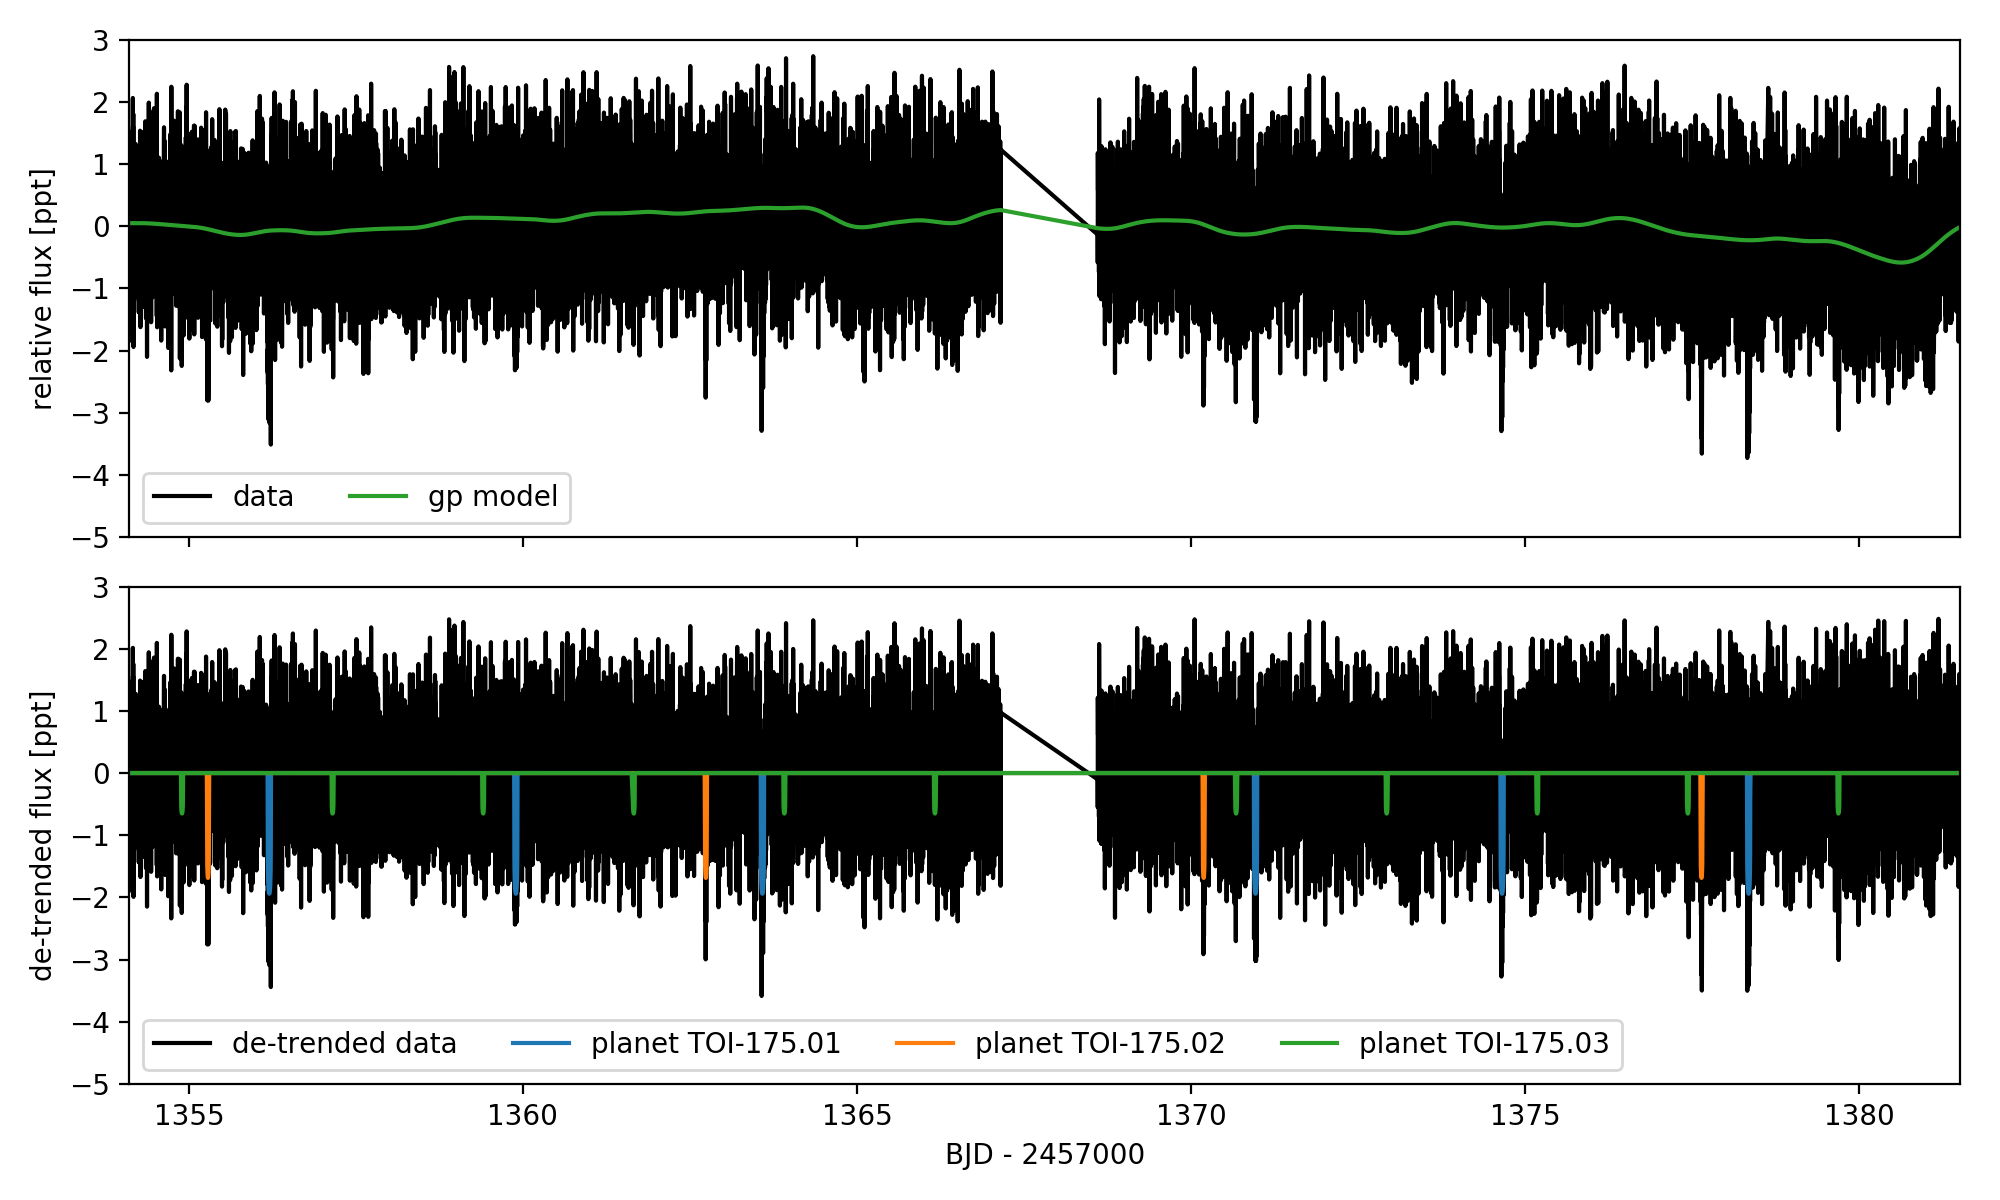 3
2
1
0
−1
−2
−3
−4
−5
relative flux [ppt]
data
gp model
3
2
1
0
−1
−2
−3
−4
−5
de-trended flux [ppt]
de-trended data
planet TOI-175.01
planet TOI-175.02
planet TOI-175.03
1355
1360
1365
1370
1375
1380
BJD - 2457000